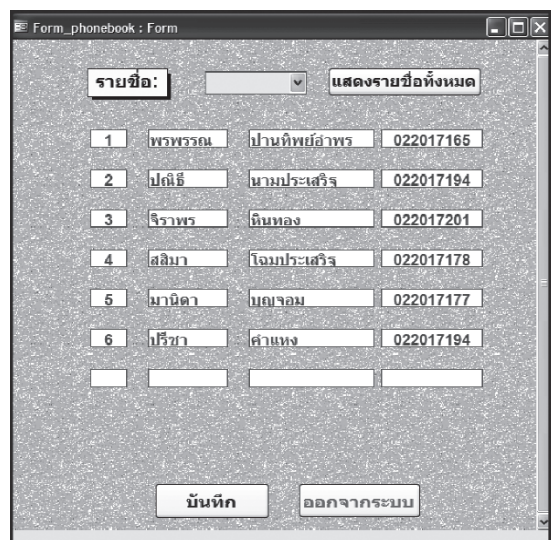 Form_phonebook : Form
รายชื่อ: แสดงรายชื่อทั้งหมด
1 พรพรรณ ปานทิพย์อำพร 022017165
2 ปณิธี นามประเสริฐ 022017194
3 จิราพร หินทอง 022017201
4 สสิมา โฉมประเสริฐ 022017178
5 มานิดา บุญจอม 022017177
6 ปรีชา คำแหง 022017194
บันทึก ออกจากระบบ